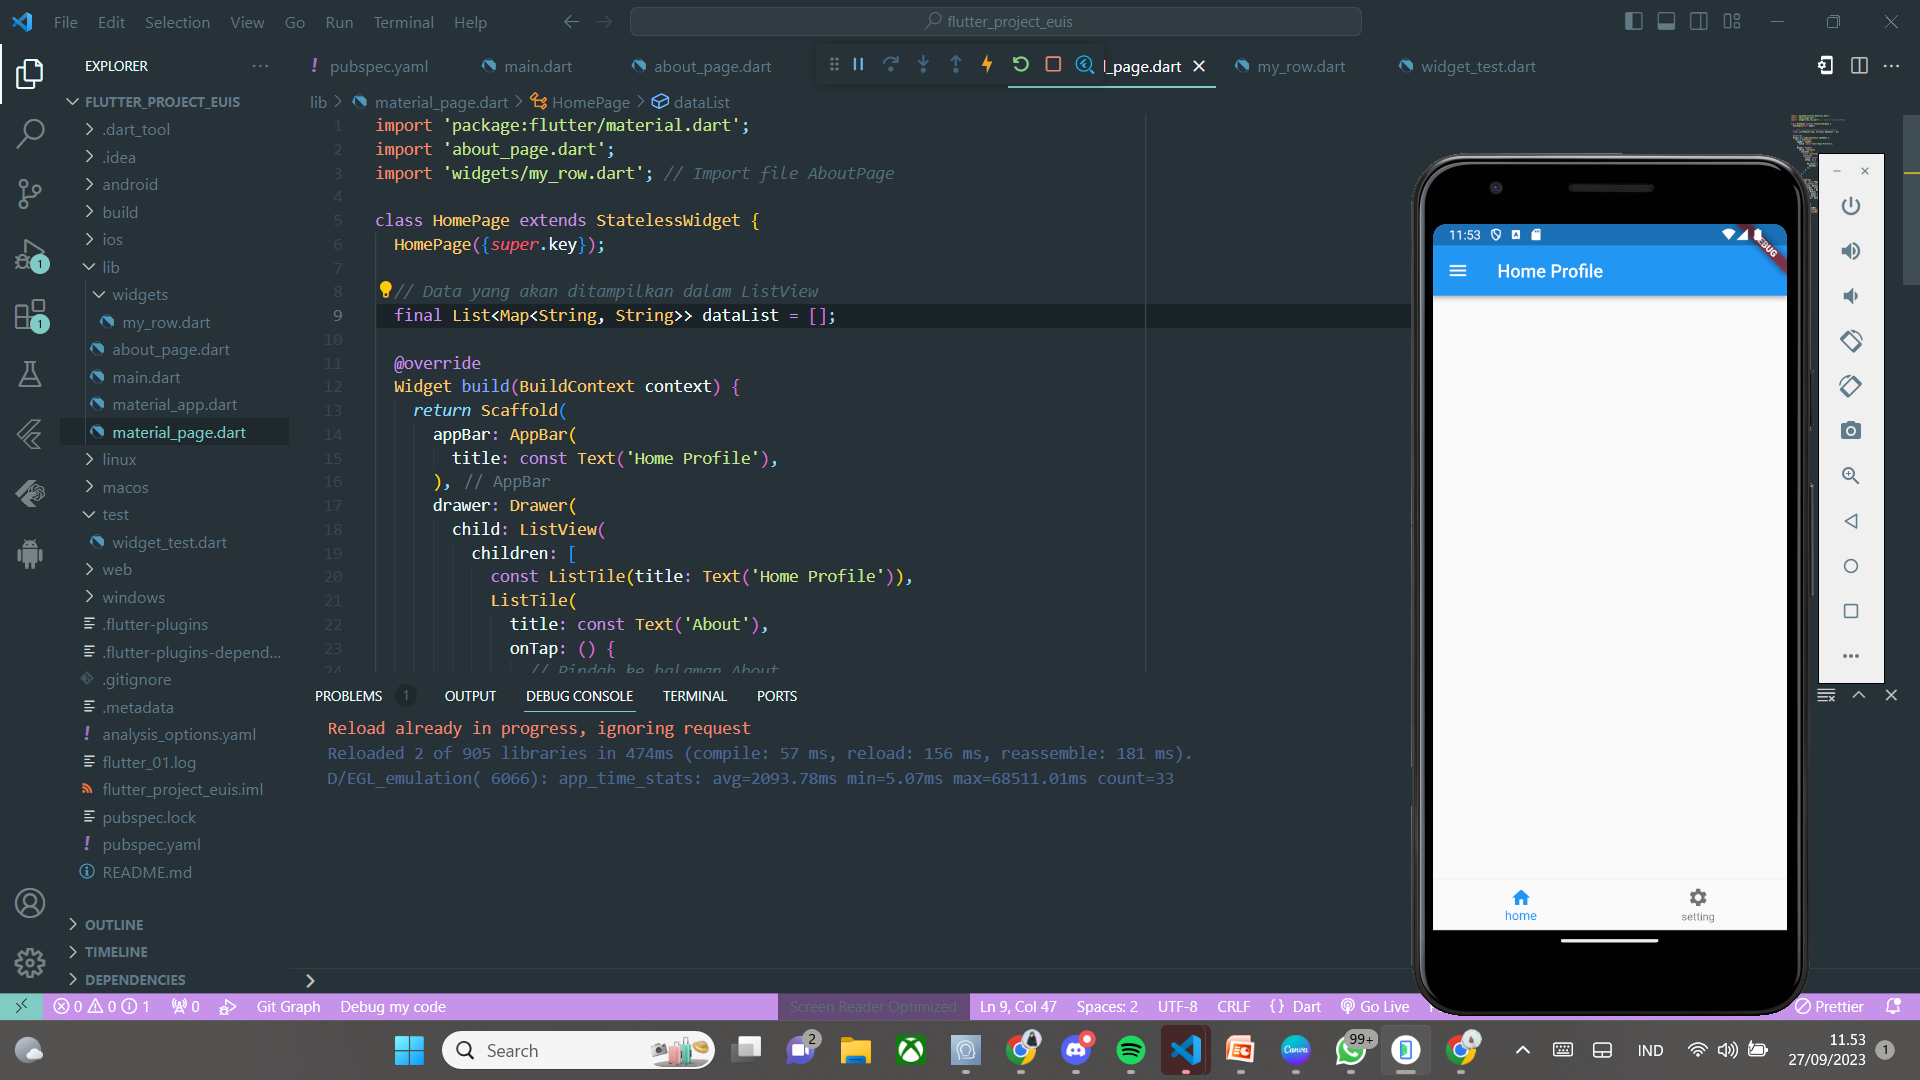 File Edit Selection View Go Run Terminal Help
flutter_project_euis
EXPLORER
pubspec.yaml
main.dart
about_page.dart
l_page.dart
my_row.dart
widget_test.dart
FLUTTER_PROJECT_EUIS
.dart_tool
.idea
android
build
ios
lib
widgets
my_row.dart
about_page.dart
main.dart
material_app.dart
material_page.dart
linux
macos
test
widget_test.dart
web
windows
.flutter-plugins
.flutter-plugins-depend...
.gitignore
.metadata
analysis_options.yaml
flutter_01.log
flutter_project_euis.iml
pubspec.lock
pubspec.yaml
README.md
OUTLINE
TIMELINE
DEPENDENCIES
1
1
lib > material_page.dart > HomePage > dataList
1 import 'package:flutter/material.dart';
2 import 'about_page.dart';
3 import 'widgets/my_row.dart'; // Import file AboutPage
4
5 class HomePage extends StatelessWidget {
6 HomePage({super.key});
7
8 // Data yang akan ditampilkan dalam ListView
9 final List<Map<String, String>> dataList = [];
10
11 @override
12 Widget build(BuildContext context) {
13 return Scaffold(
14 appBar: AppBar(
15 title: const Text('Home Profile'),
16 ), // AppBar
17 drawer: Drawer(
18 child: ListView(
19 children: [
20 const ListTile(title: Text('Home Profile')),
21 ListTile(
22 title: const Text('About'),
23 onTap: () {
24 // Pindah ke halaman About
PROBLEMS 1 OUTPUT DEBUG CONSOLE TERMINAL PORTS
Reload already in progress, ignoring request
Reloaded 2 of 905 libraries in 474ms (compile: 57 ms, reload: 156 ms, reassemble: 181 ms).
D/EGL_emulation( 6066): app_time_stats: avg=2093.78ms min=5.07ms max=68511.01ms count=33
11:53
DEBUG
Home Profile
home
setting
0 0 1 0 Git Graph Debug my code Screen Reader Optimized Ln 9, Col 47 Spaces: 2 UTF-8 CRLF { } Dart Go Live Prettier
Search
2
Canva
99+
IND
11.53
27/09/2023
1